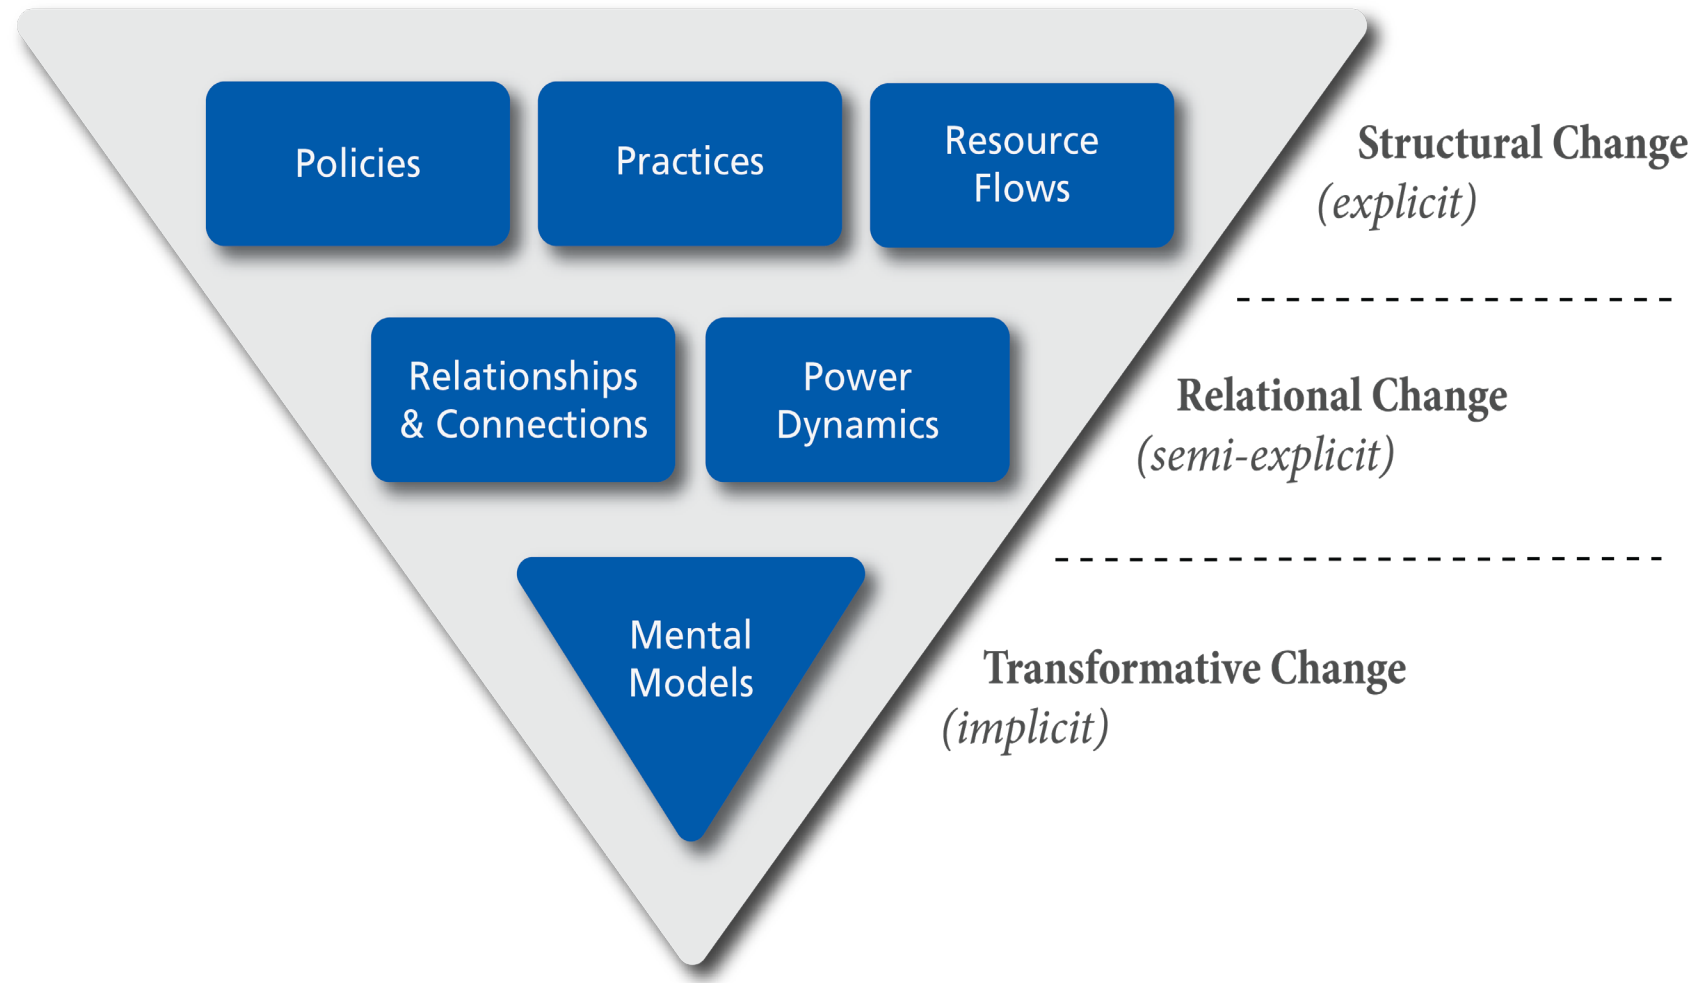 Policies
Practices
Resource
Flows
Structural Change
(explicit)
Relationships
& Connections
Power
Dynamics
Relational Change
(semi-explicit)
Mental
Models
Transformative Change
(implicit)